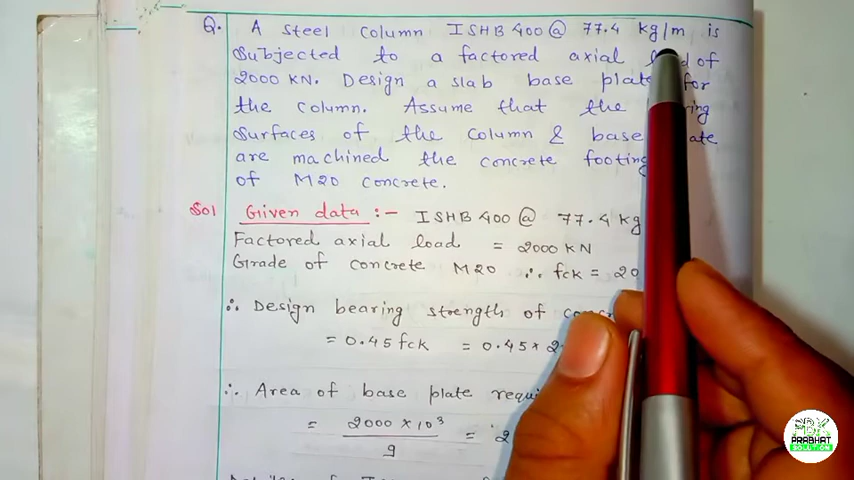 Q. A Steel Column ISHB 400 @ 77.4 kg/m is
Subjected to a factored axial of
2000 KN. Design a slab base plate for
the column. Assume that the
Surfaces of the column & base
are machined the concrete footing
of M20 concrete.
Sol Given data :- ISHB 400 @ 77.4 kg
Factored axial load = 2000 KN
Grade of concrete M20 ∴ fck = 20
∴ Design bearing strength of
= 0.45 fck = 0.45 *
∴ Area of base plate
= 2000 × 10³ / 9 =
PRABHAT
SOLUTION